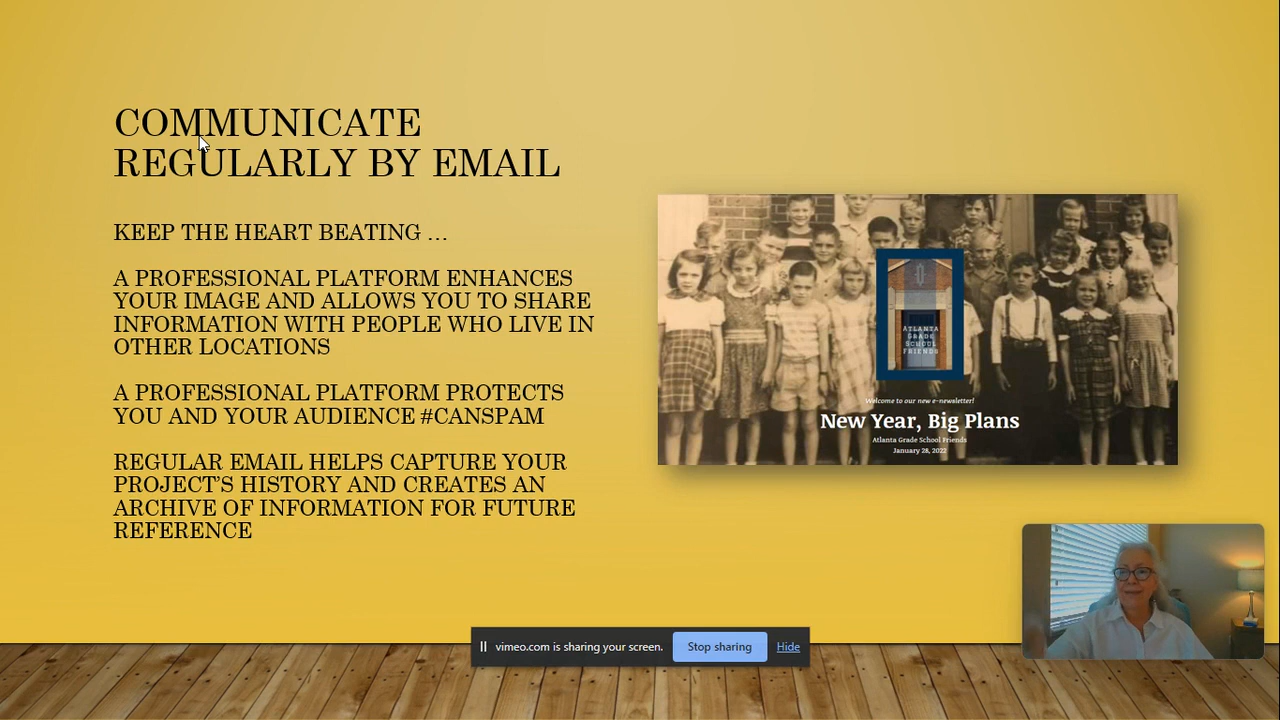 COMMUNICATE
REGULARLY BY EMAIL
KEEP THE HEART BEATING …
A PROFESSIONAL PLATFORM ENHANCES
YOUR IMAGE AND ALLOWS YOU TO SHARE
INFORMATION WITH PEOPLE WHO LIVE IN
OTHER LOCATIONS
A PROFESSIONAL PLATFORM PROTECTS
YOU AND YOUR AUDIENCE #CANSPAM
REGULAR EMAIL HELPS CAPTURE YOUR
PROJECT’S HISTORY AND CREATES AN
ARCHIVE OF INFORMATION FOR FUTURE
REFERENCE
ATLANTA
GRADE
SCHOOL
FRIENDS
Welcome to our new e-newsletter!
New Year, Big Plans
Atlanta Grade School Friends
January 28, 2022
vimeo.com is sharing your screen.
Stop sharing
Hide